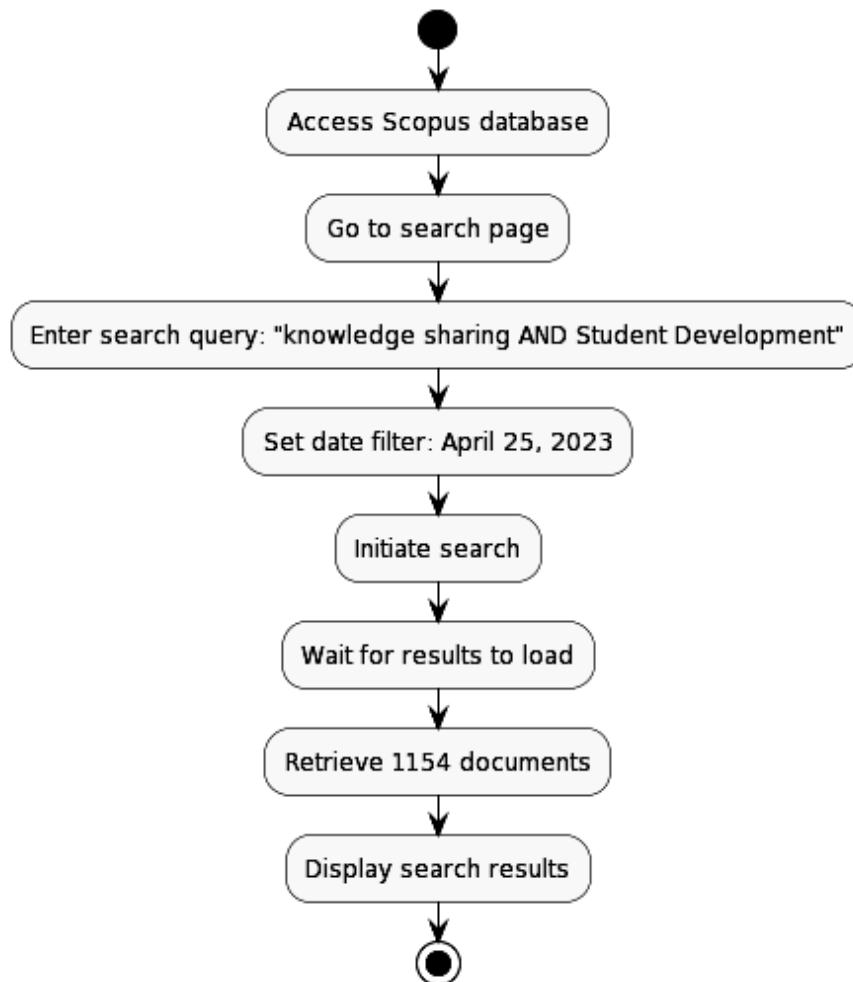 Access Scopus database
Go to search page
Enter search query: "knowledge sharing AND Student Development"
Set date filter: April 25, 2023
Initiate search
Wait for results to load
Retrieve 1154 documents
Display search results